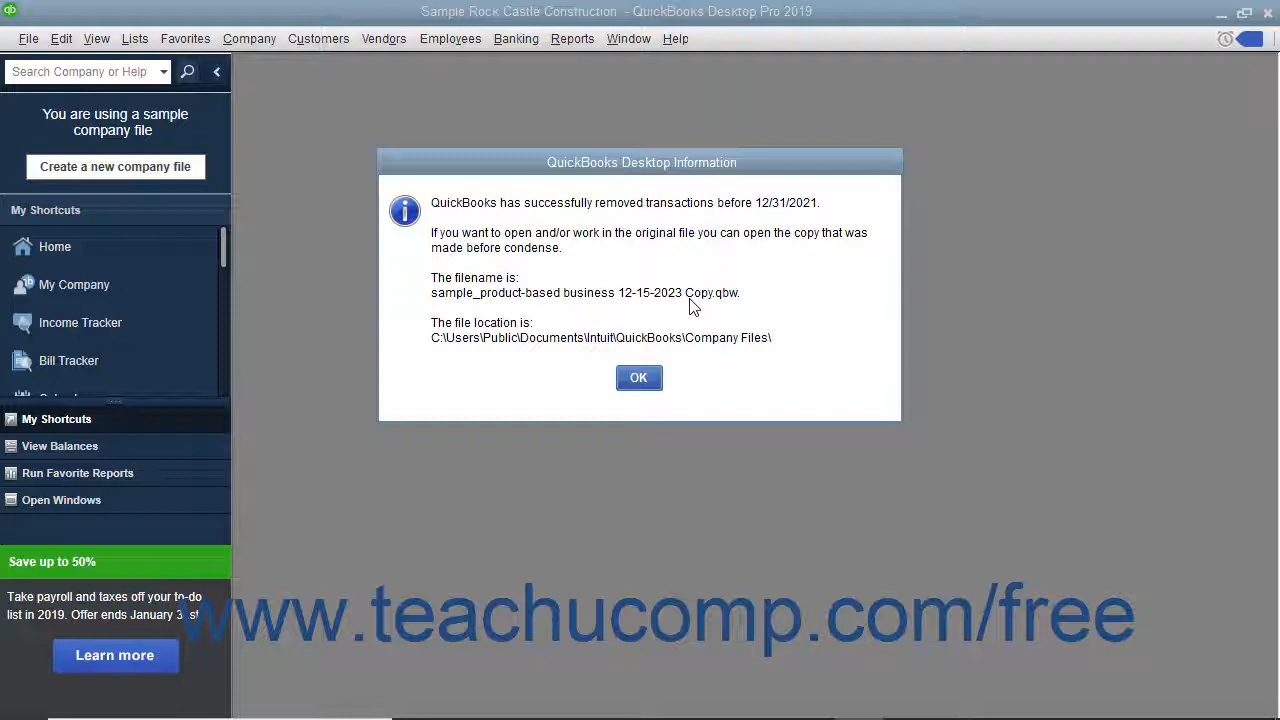 qb
Sample Rock Castle Construction - QuickBooks Desktop Pro 2019
File Edit View Lists Favorites Company Customers Vendors Employees Banking Reports Window Help
Search Company or Help
You are using a sample
company file
Create a new company file
My Shortcuts
Home
My Company
Income Tracker
Bill Tracker
My Shortcuts
View Balances
Run Favorite Reports
Open Windows
Save up to 50%
Take payroll and taxes off your to-do
list in 2019. Offer ends January 3 st
Learn more
QuickBooks Desktop Information
QuickBooks has successfully removed transactions before 12/31/2021.
If you want to open and/or work in the original file you can open the copy that was
made before condense.
The filename is:
sample_product-based business 12-15-2023 Copy.qbw.
The file location is:
C:\Users\Public\Documents\Intuit\QuickBooks\Company Files\
OK
www.teachucomp.com/free